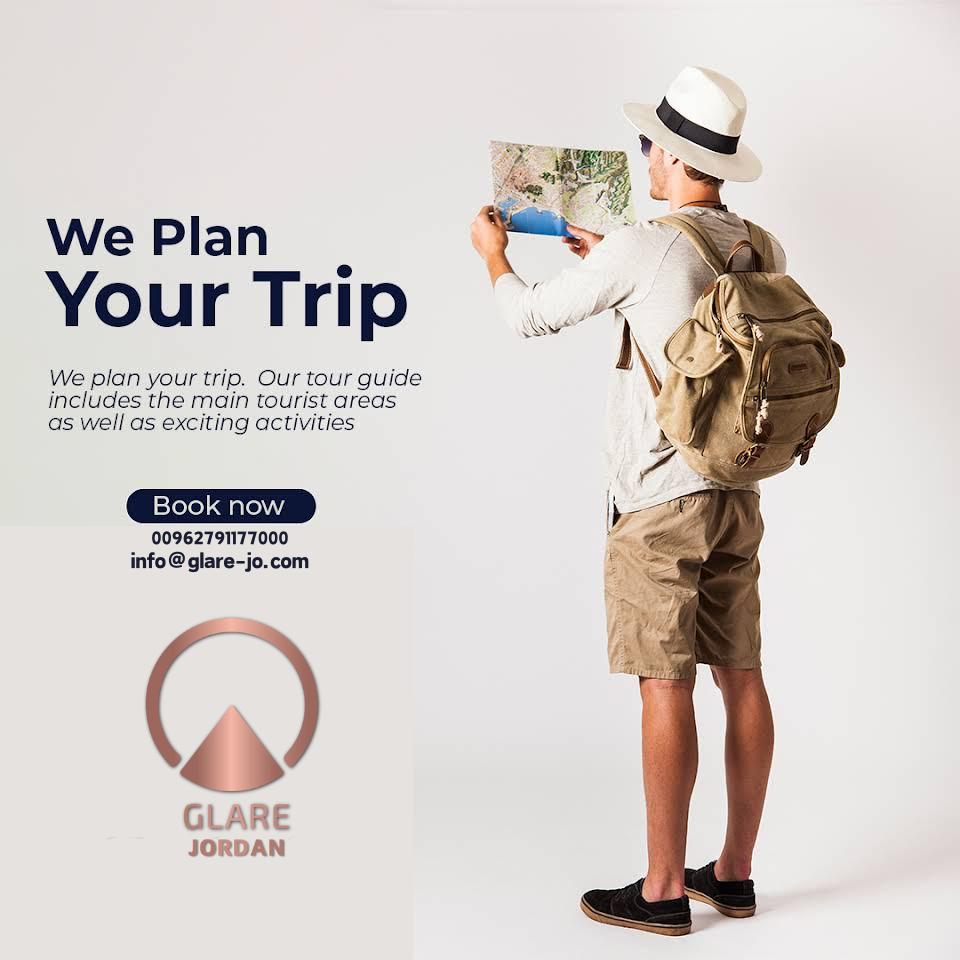 We Plan
Your Trip
We plan your trip. Our tour guide
includes the main tourist areas
as well as exciting activities
Book now
00962791177000
info@glare-jo.com
GLARE
JORDAN